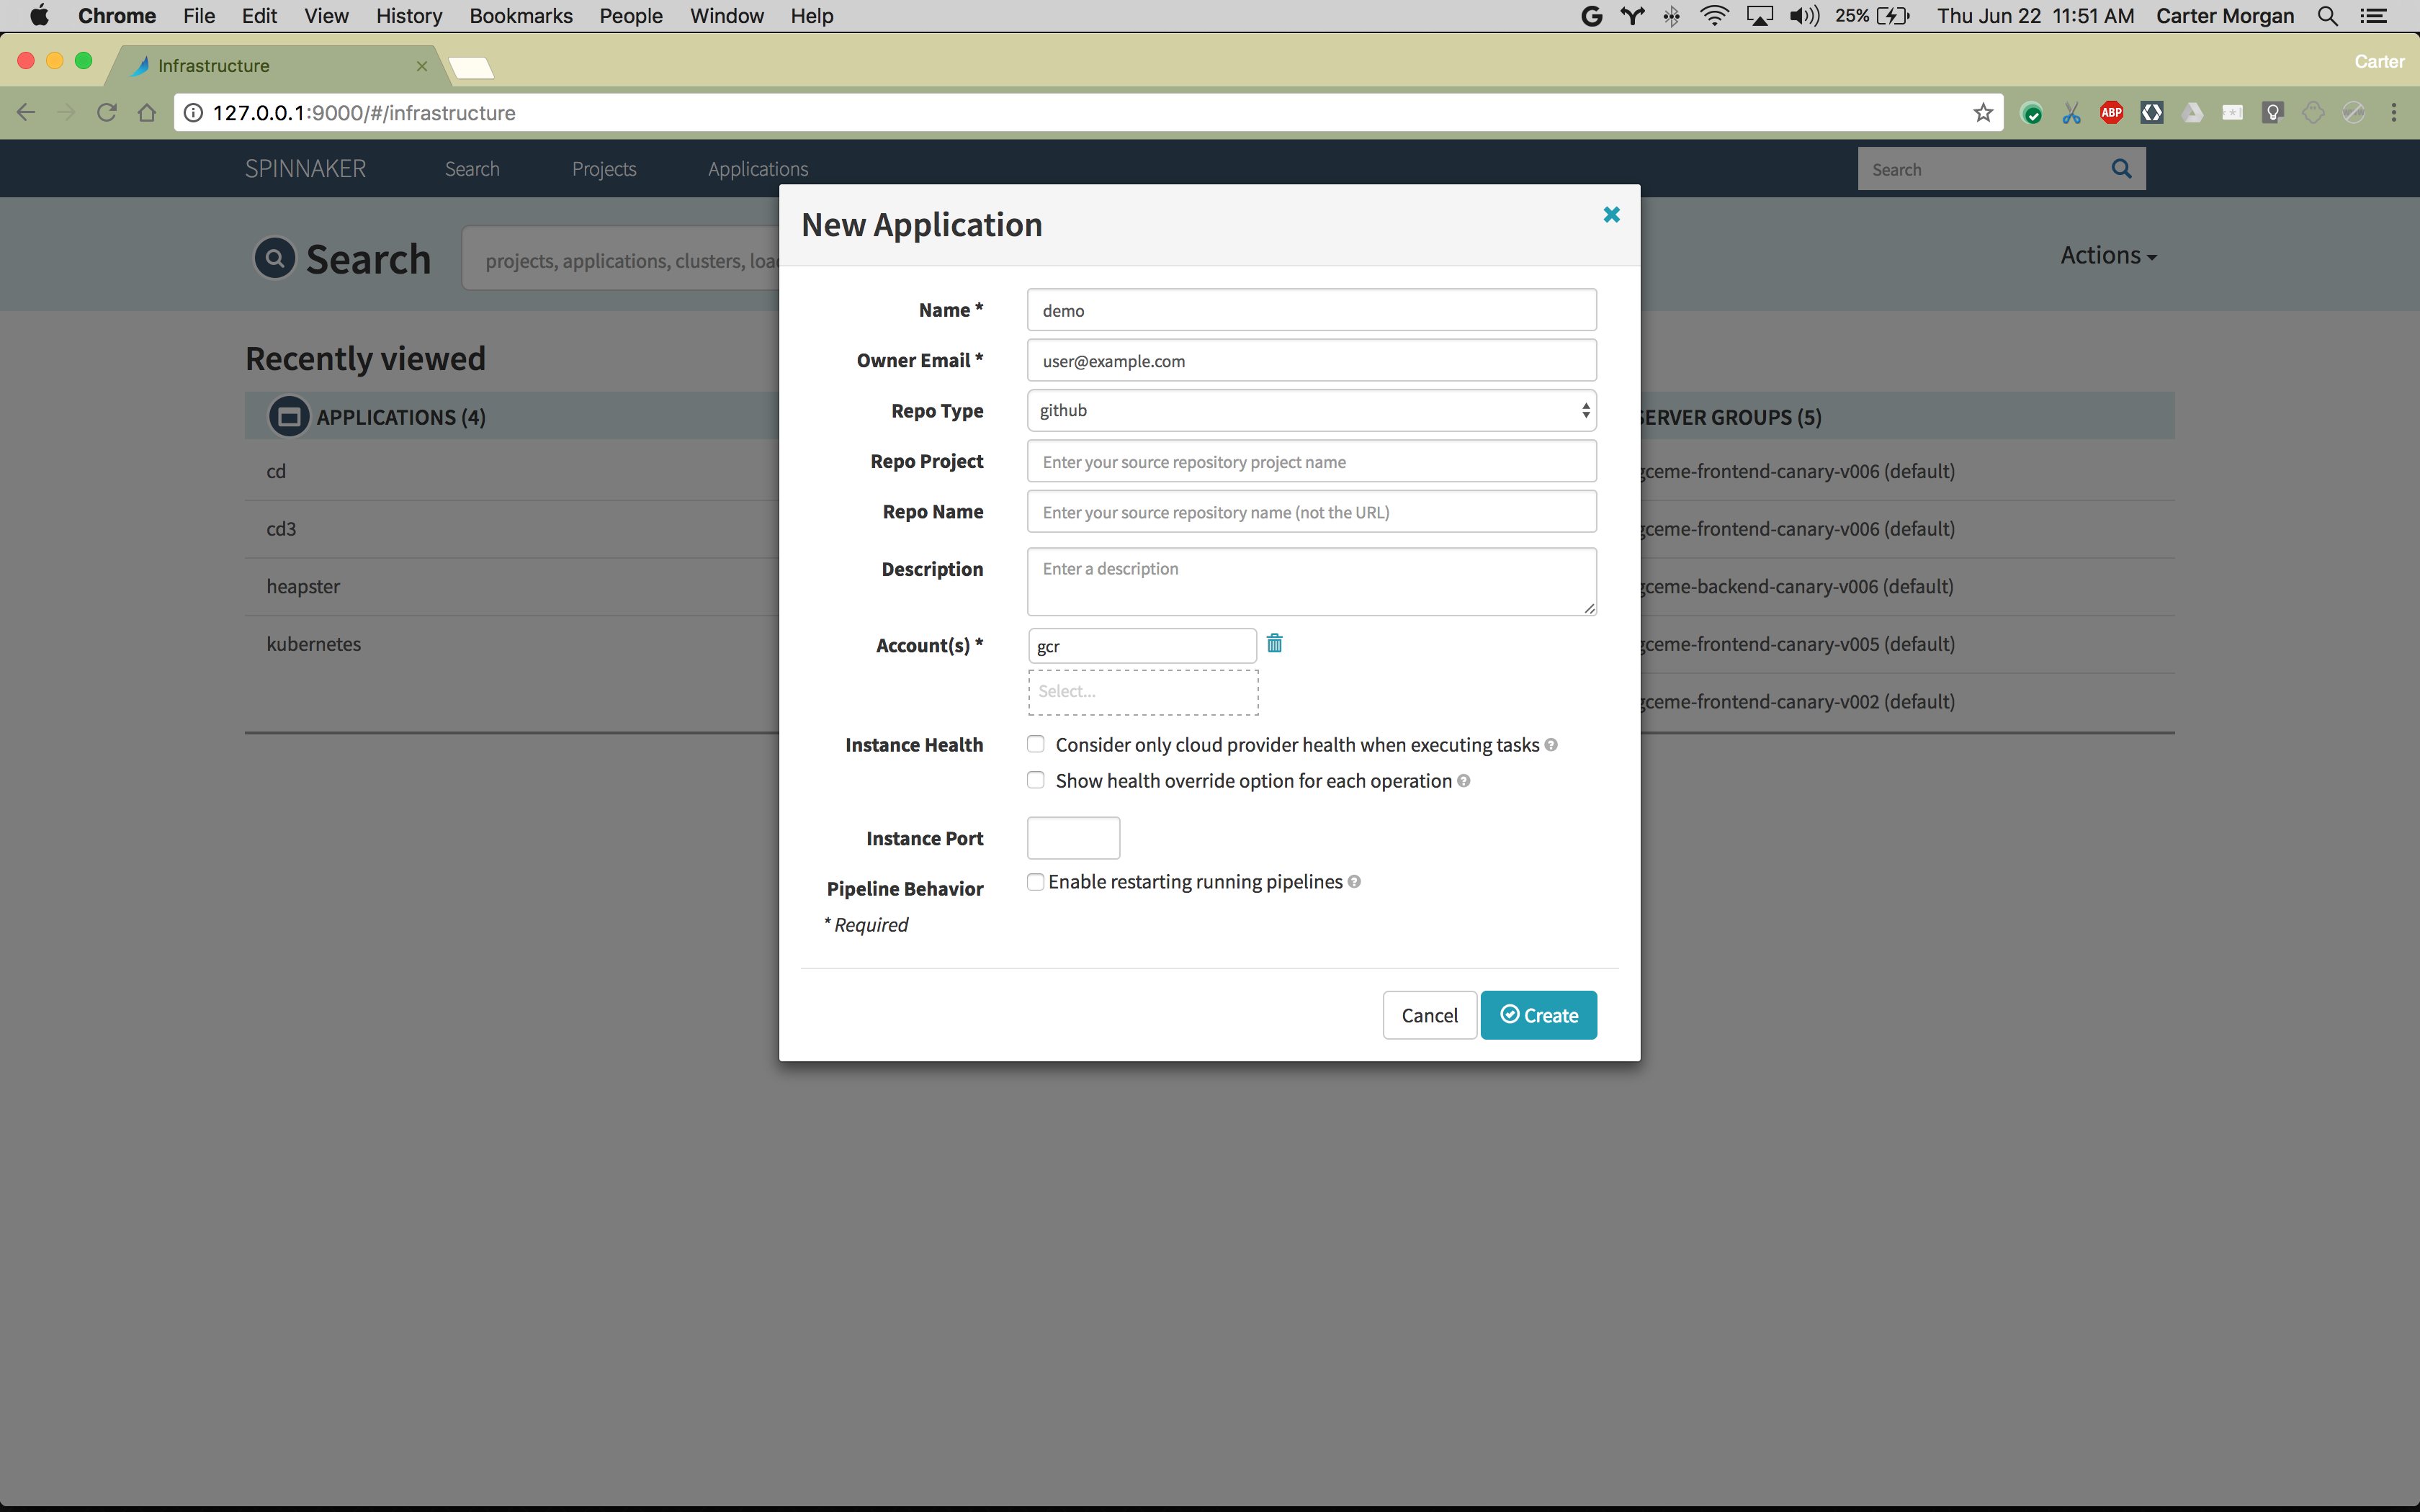 Chrome File Edit View History Bookmarks People Window Help 25% Thu Jun 22 11:51 AM Carter Morgan
Infrastructure
Carter
127.0.0.1:9000/#/infrastructure
ABP
SPINNAKER Search Projects Applications Search
New Application
Search
projects, applications, clusters, loa
Actions
Name * demo
Owner Email * user@example.com
Recently viewed
Repo Type github
APPLICATIONS (4)
SERVER GROUPS (5)
Repo Project Enter your source repository project name
cd
gceme-frontend-canary-v006 (default)
Repo Name Enter your source repository name (not the URL)
cd3
gceme-frontend-canary-v006 (default)
Description Enter a description
heapster
gceme-backend-canary-v006 (default)
Account(s) * gcr
kubernetes
gceme-frontend-canary-v005 (default)
Select...
gceme-frontend-canary-v002 (default)
Instance Health Consider only cloud provider health when executing tasks
Show health override option for each operation
Instance Port
Pipeline Behavior Enable restarting running pipelines
* Required
Cancel Create